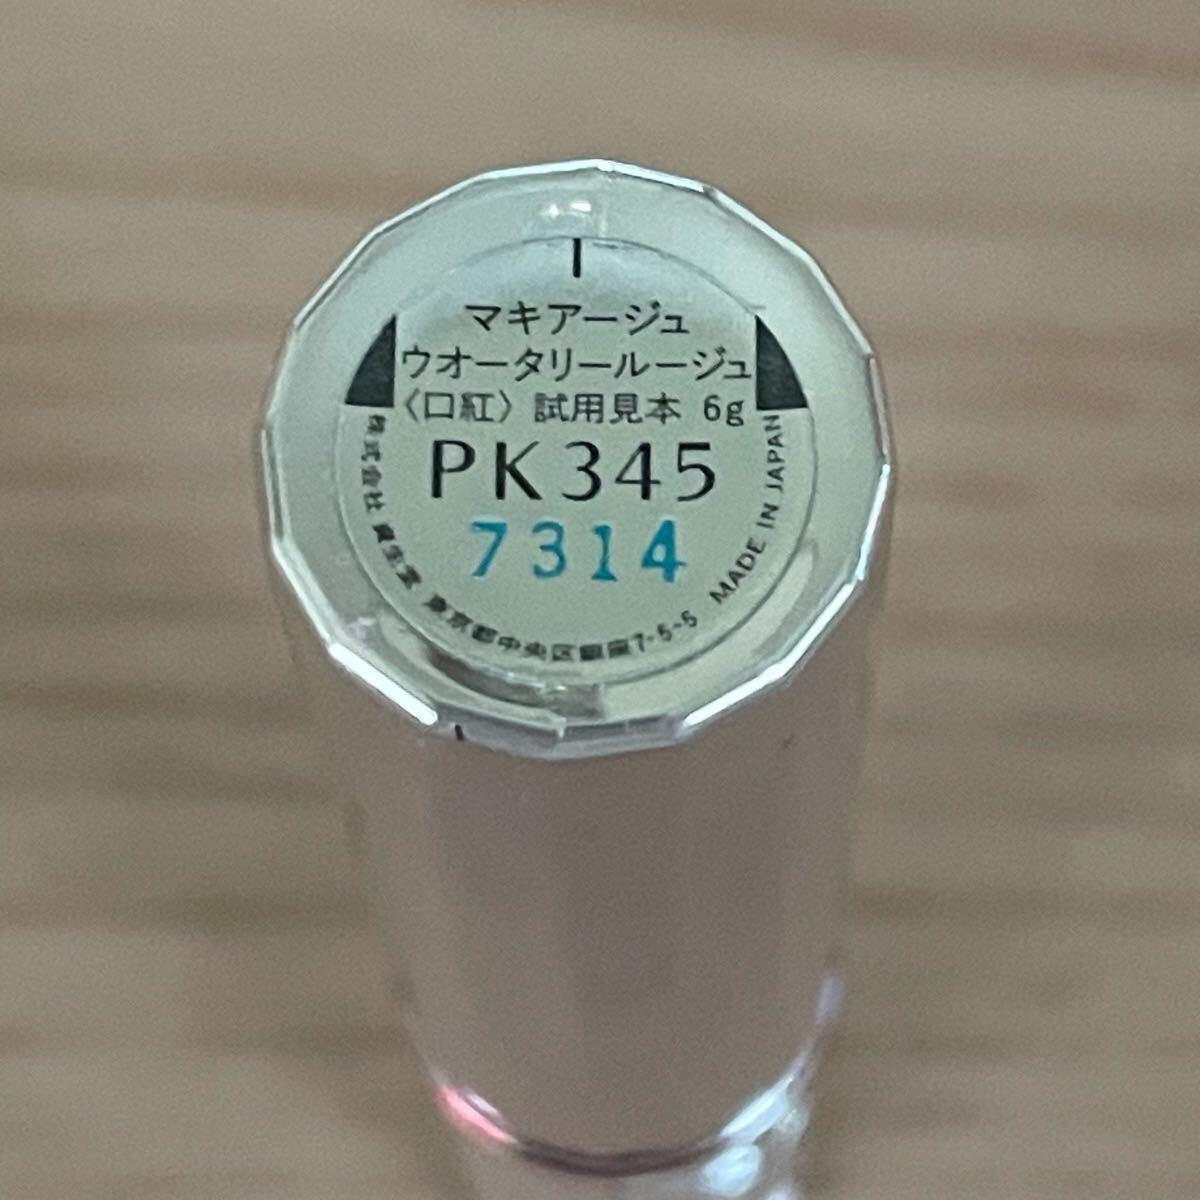 マキアージュ
ウオータリールージュ
〈口紅〉試用見本 6g
PK345
7314
株式会社 資生堂 東京都中央区銀座7-5-5 MADE IN JAPAN